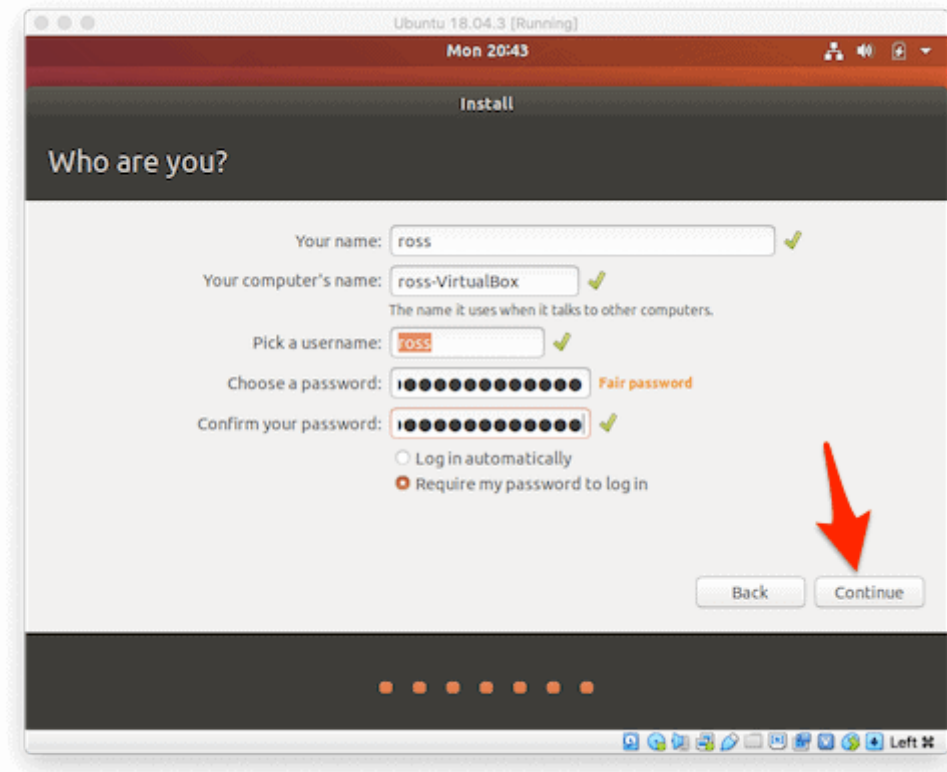 Ubuntu 18.04.3 [Running]
Mon 20:43
Install
Who are you?
Your name: ross
Your computer's name: ross-VirtualBox
The name it uses when it talks to other computers.
Pick a username: ross
Choose a password: ●●●●●●●●●●●● Fair password
Confirm your password: ●●●●●●●●●●●●
Log in automatically
Require my password to log in
Back Continue
Left ⌘